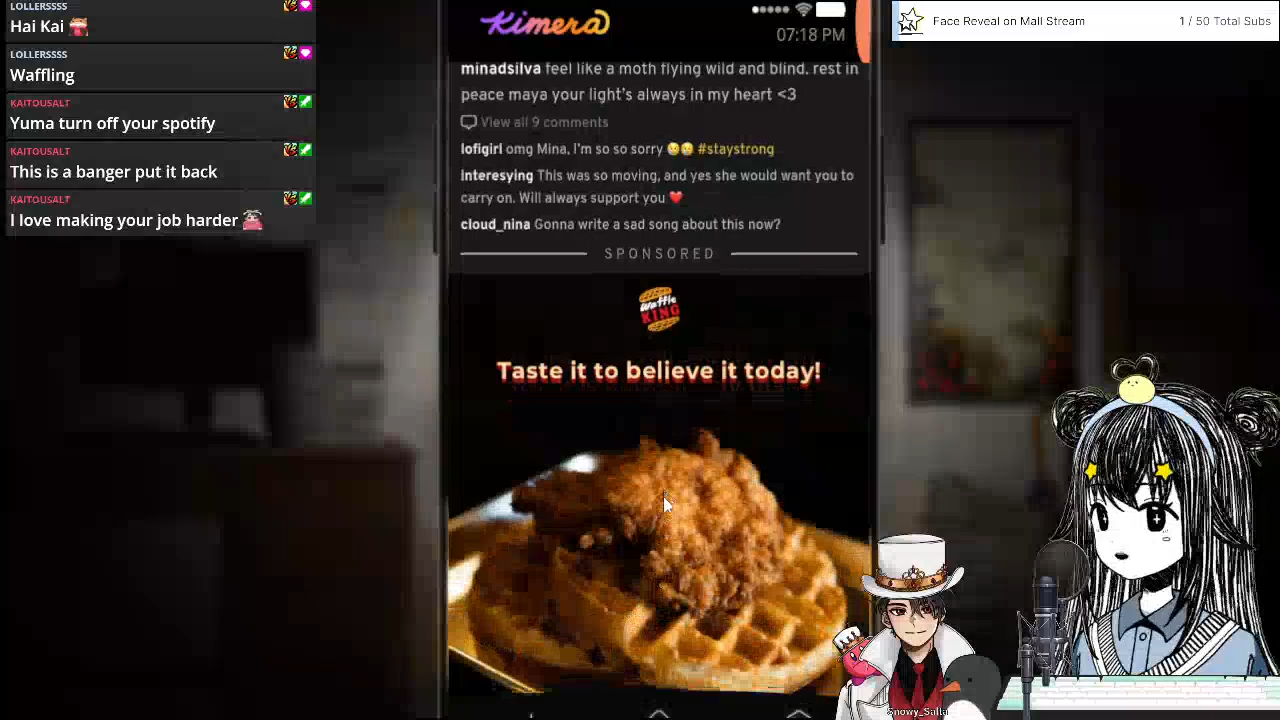 LOLLERSSSS
Hai Kai
LOLLERSSSS
Waffling
KAITOUSALT
Yuma turn off your spotify
KAITOUSALT
This is a banger put it back
KAITOUSALT
I love making your job harder
Kimera
07:18 PM
minadsilva feel like a moth flying wild and blind. rest in
peace maya your light's always in my heart <3
View all 9 comments
lofigirl omg Mina, I'm so so sorry 😢😢 #staystrong
interesying This was so moving, and yes she would want you to
carry on. Will always support you ❤️
cloud_nina Gonna write a sad song about this now?
SPONSORED
Waffle
KING
Taste it to believe it today!
Face Reveal on Mall Stream
1 / 50 Total Subs